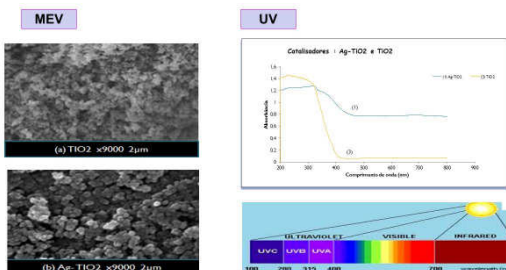 MEV
UV
(a) TiO2 x9000 2µm
(b) Ag-TiO2 x9000 2µm
Catalisadores : Ag-TiO2 e TiO2
(1) Ag-TiO2
(2) TiO2
Absorbância
1,6
1,4
1,2
1
0,8
0,6
0,4
0,2
0
(1)
(2)
200 300 400 500 600 700 800 900
Comprimento de onda (nm)
ULTRAVIOLET VISIBLE INFRARED
UVC UVB UVA
100 280 315 400 700